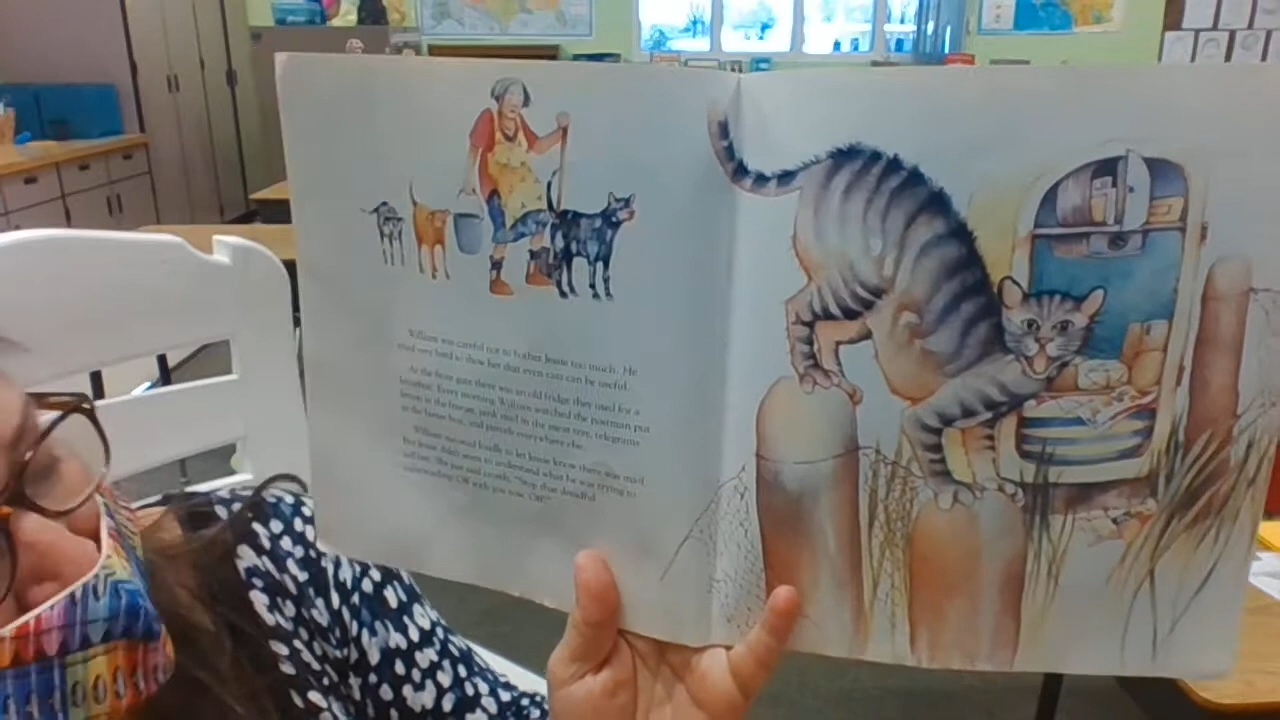 William was careful not to bother Jessie too much. He
tried very hard to show her that even cats can be useful.
At the front gate there was an old fridge they used for a
letterbox. Every morning William watched the postman put
letters in the freezer, junk mail in the meat tray, telegrams
in the butter box, and parcels everywhere else.
William meowed loudly to let Jessie know there was mail
but Jessie didn't seem to understand what he was trying to
tell her. She just said crossly, "Stop that dreadful
caterwauling. Off with you now. Off!"